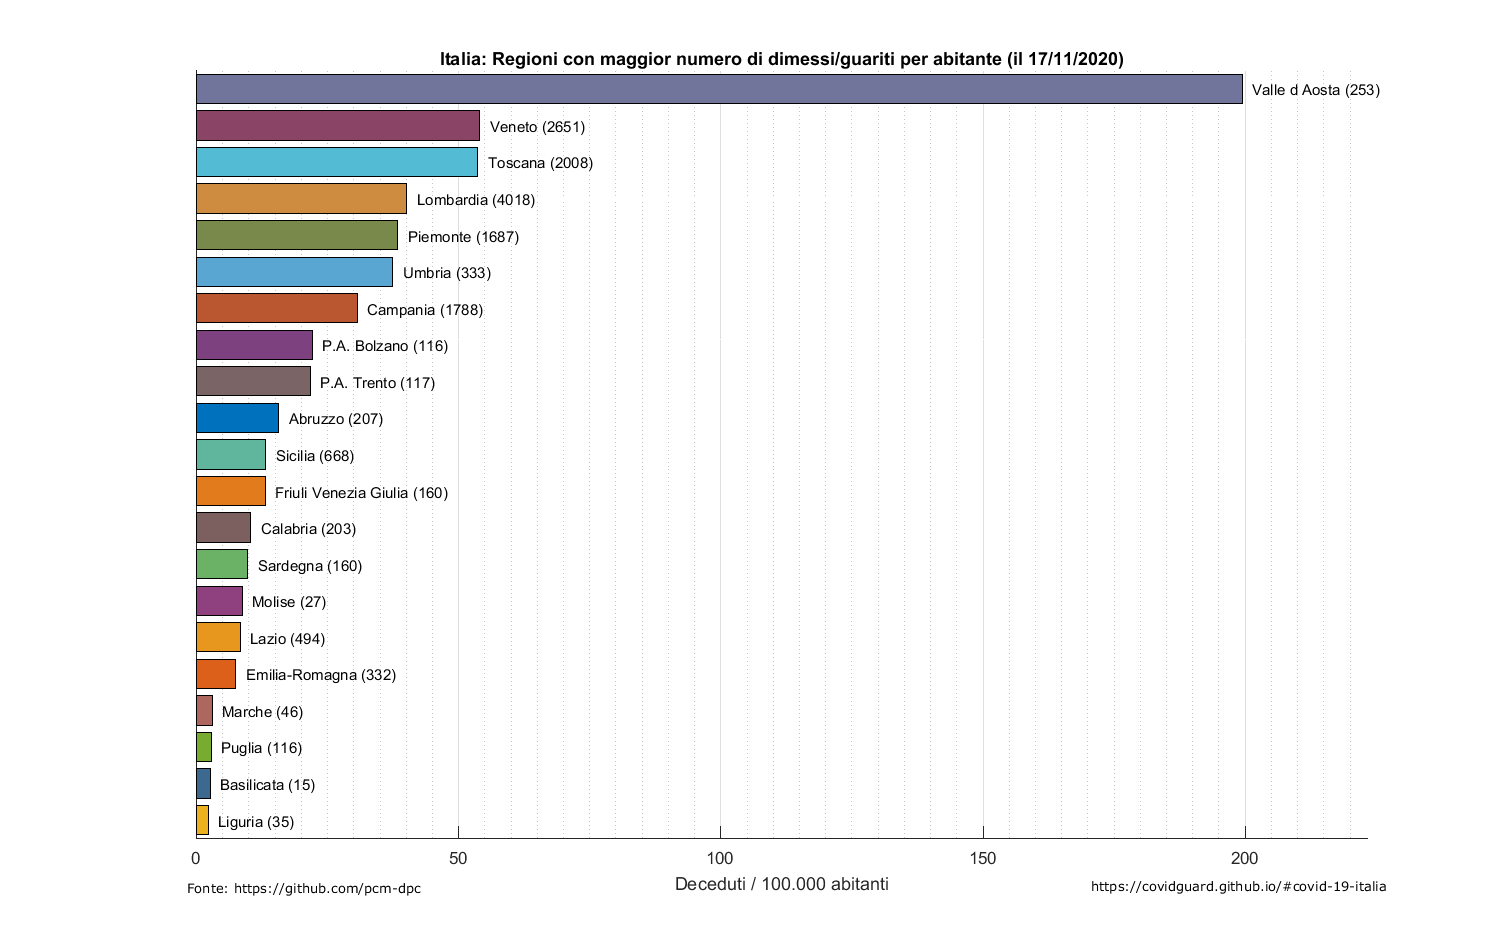 Italia: Regioni con maggior numero di dimessi/guariti per abitante (il 17/11/2020)
Valle d Aosta (253)
Veneto (2651)
Toscana (2008)
Lombardia (4018)
Piemonte (1687)
Umbria (333)
Campania (1788)
P.A. Bolzano (116)
P.A. Trento (117)
Abruzzo (207)
Sicilia (668)
Friuli Venezia Giulia (160)
Calabria (203)
Sardegna (160)
Molise (27)
Lazio (494)
Emilia-Romagna (332)
Marche (46)
Puglia (116)
Basilicata (15)
Liguria (35)
0 50 100 150 200
Deceduti / 100.000 abitanti
Fonte: https://github.com/pcm-dpc
https://covidguard.github.io/#covid-19-italia